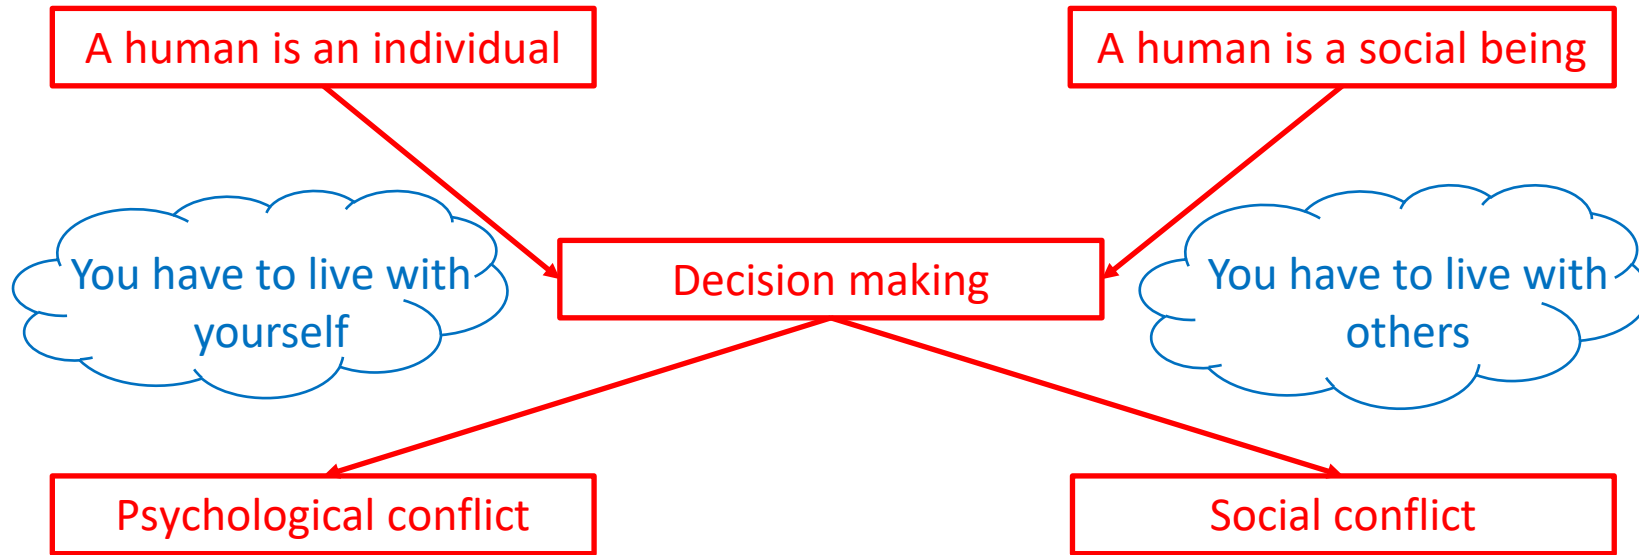 A human is an individual
A human is a social being
You have to live with
yourself
Decision making
You have to live with
others
Psychological conflict
Social conflict